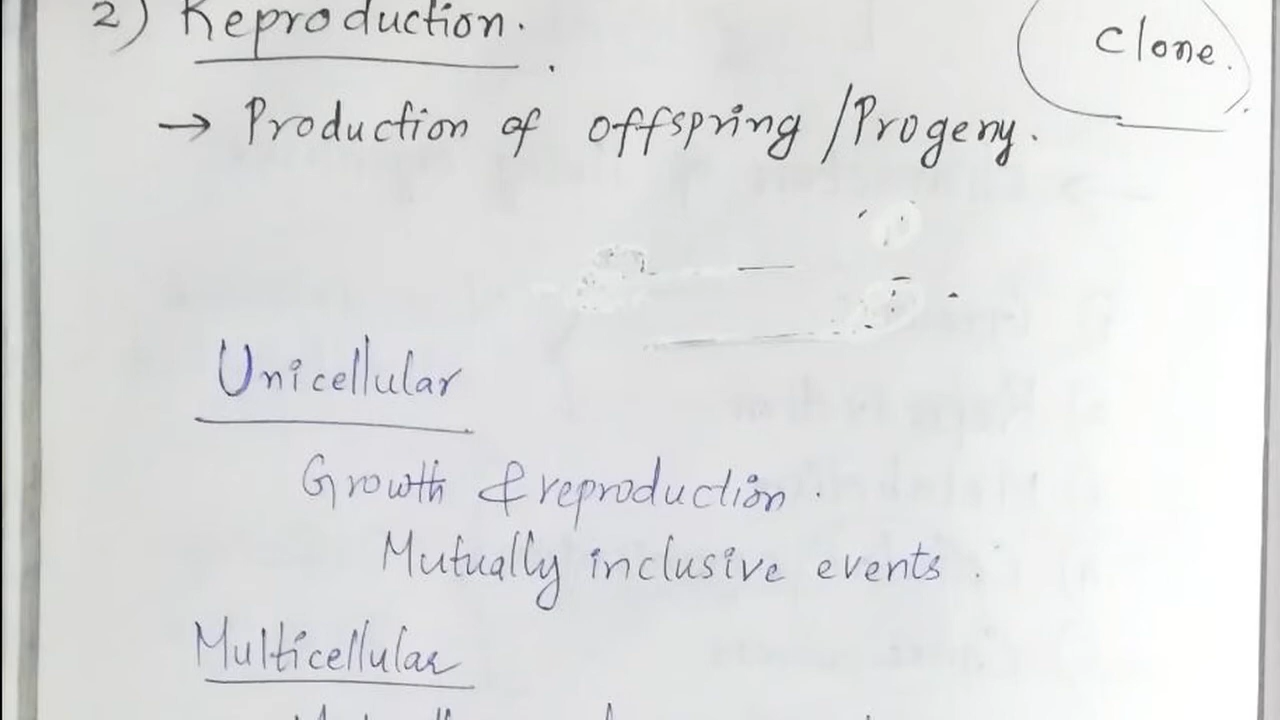 2) Reproduction.
Clone.
→ Production of offspring / Progeny.
Unicellular
Growth & reproduction.
Mutually inclusive events.
Multicellular